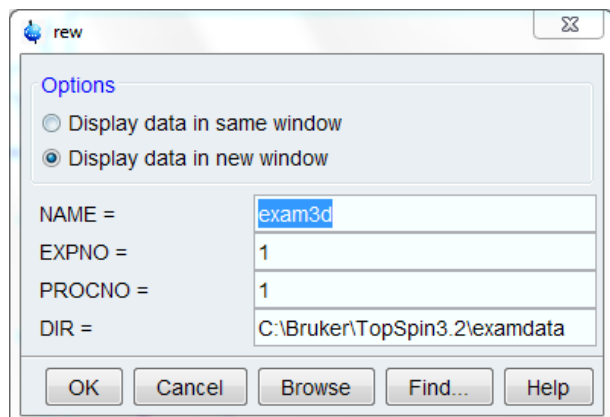 rew
Options
Display data in same window
Display data in new window
NAME = exam3d
EXPNO = 1
PROCNO = 1
DIR = C:\Bruker\TopSpin3.2\examdata
OK Cancel Browse Find... Help